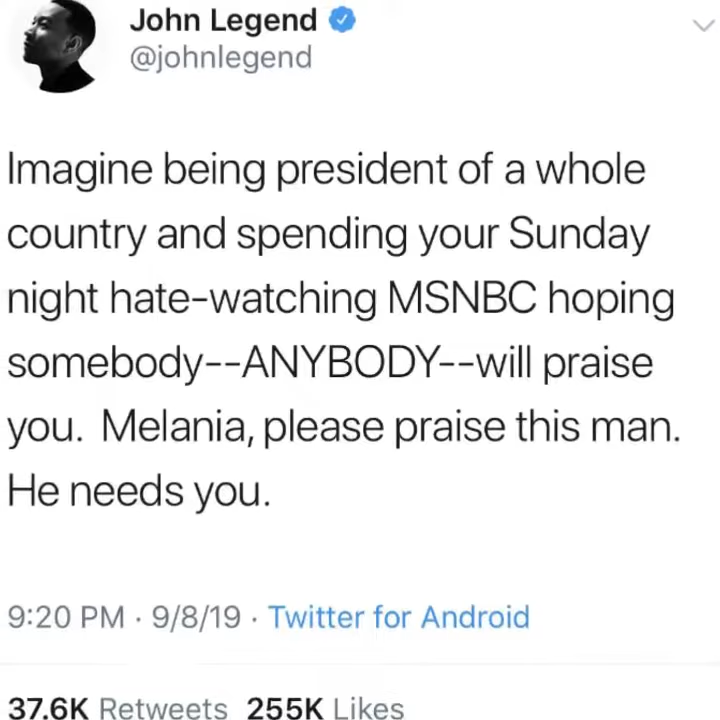 John Legend
@johnlegend
Imagine being president of a whole
country and spending your Sunday
night hate-watching MSNBC hoping
somebody--ANYBODY--will praise
you.  Melania, please praise this man.
He needs you.
9:20 PM · 9/8/19 · Twitter for Android
37.6K Retweets  255K Likes